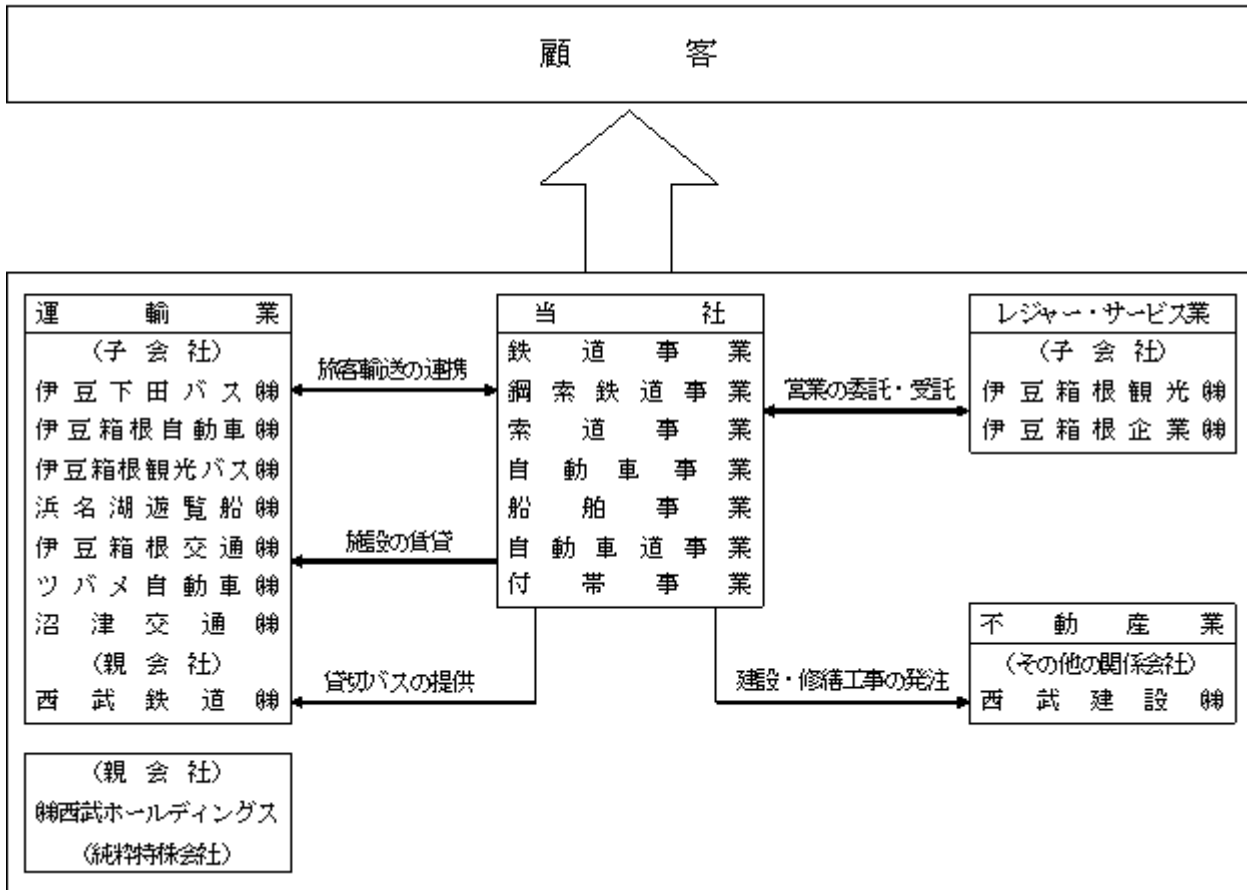 顧客
運輸業
(子会社)
伊豆下田バス㈱
伊豆箱根自動車㈱
伊豆箱根観光バス㈱
浜名湖遊覧船㈱
伊豆箱根交通㈱
ツバメ自動車㈱
沼津交通㈱
(親会社)
西武鉄道㈱
(親会社)
㈱西武ホールディングス
(純粋持株会社)
旅客輸送の連携
施設の賃貸
貸切バスの提供
当社
鉄道事業
鋼索鉄道事業
索道事業
自動車事業
船舶事業
自動車道事業
付帯事業
営業の委託・受託
建設・修繕工事の発注
レジャー・サービス業
(子会社)
伊豆箱根観光㈱
伊豆箱根企業㈱
不動産業
(その他の関係会社)
西武建設㈱